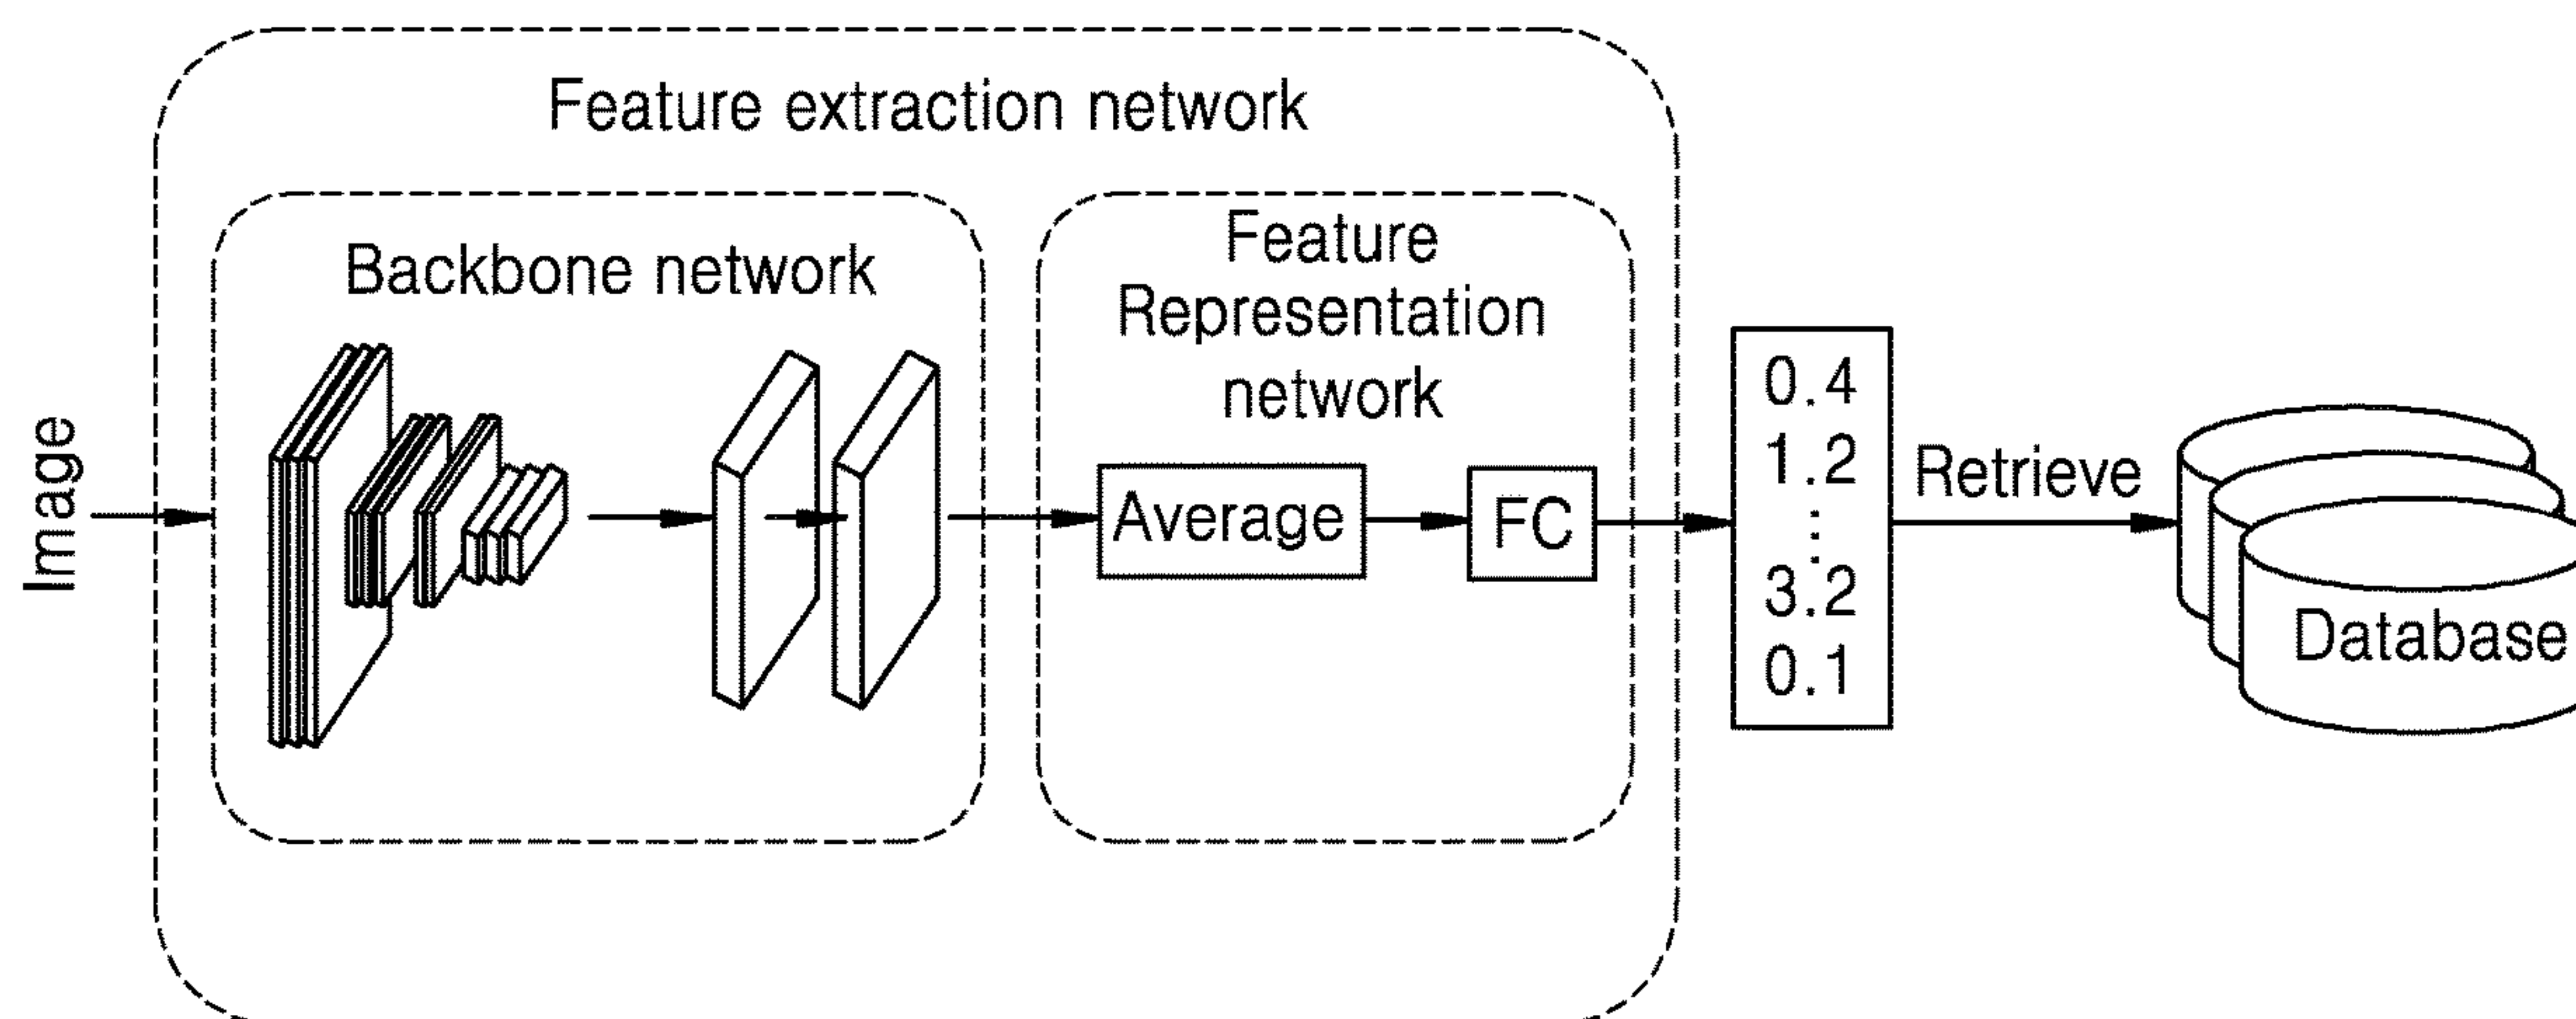 Feature extraction network
Image
Backbone network
Feature
Representation
network
Average
FC
0.4
1.2
⋮
3.2
0.1
Retrieve
Database